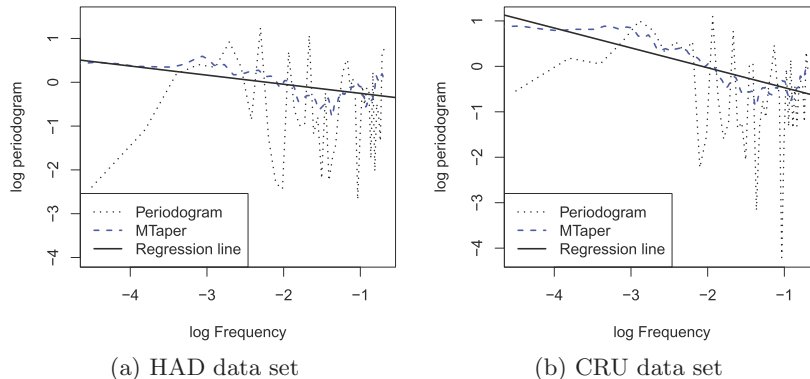 log periodogram
1
0
−1
−2
−3
−4
Periodogram
MTaper
Regression line
−4
−3
−2
−1
log Frequency
(a) HAD data set
log periodogram
1
0
−1
−2
−3
−4
Periodogram
MTaper
Regression line
−4
−3
−2
−1
log Frequency
(b) CRU data set